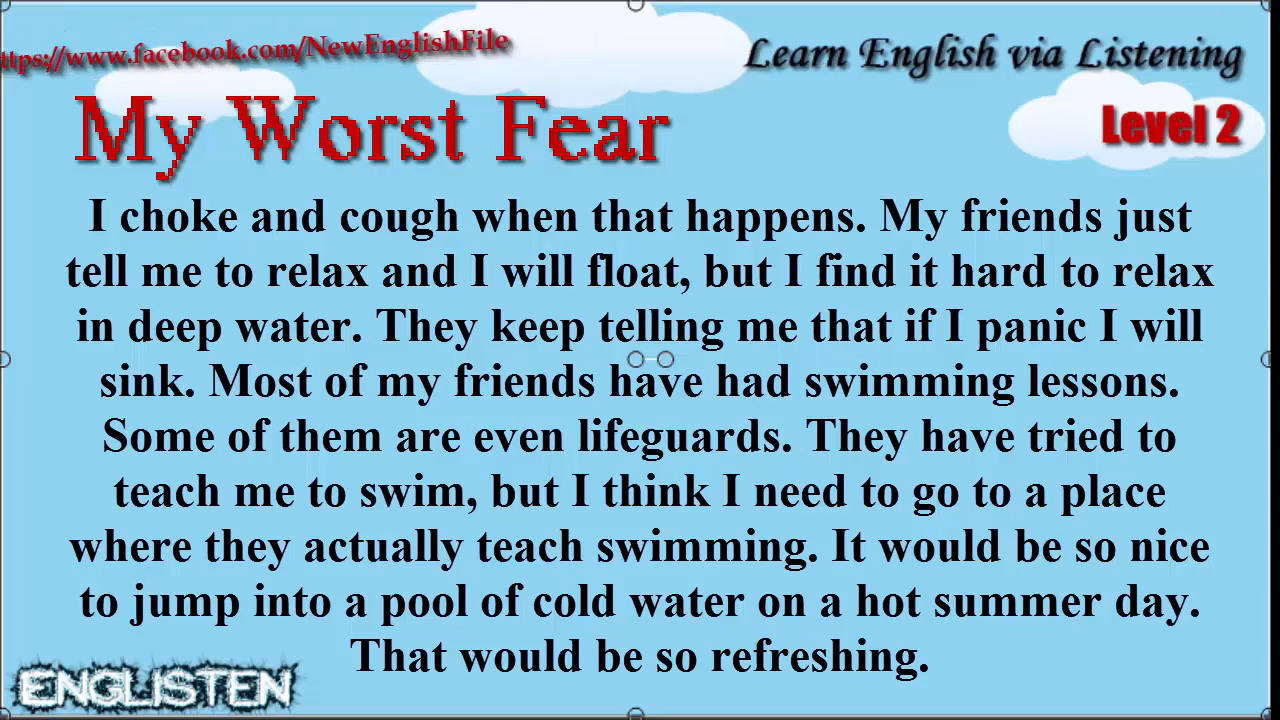 ttps://www.facebook.com/NewEnglishFile
Learn English via Listening
My Worst Fear
Level 2
I choke and cough when that happens. My friends just
tell me to relax and I will float, but I find it hard to relax
in deep water. They keep telling me that if I panic I will
sink. Most of my friends have had swimming lessons.
Some of them are even lifeguards. They have tried to
teach me to swim, but I think I need to go to a place
where they actually teach swimming. It would be so nice
to jump into a pool of cold water on a hot summer day.
That would be so refreshing.
ENGLISTEN